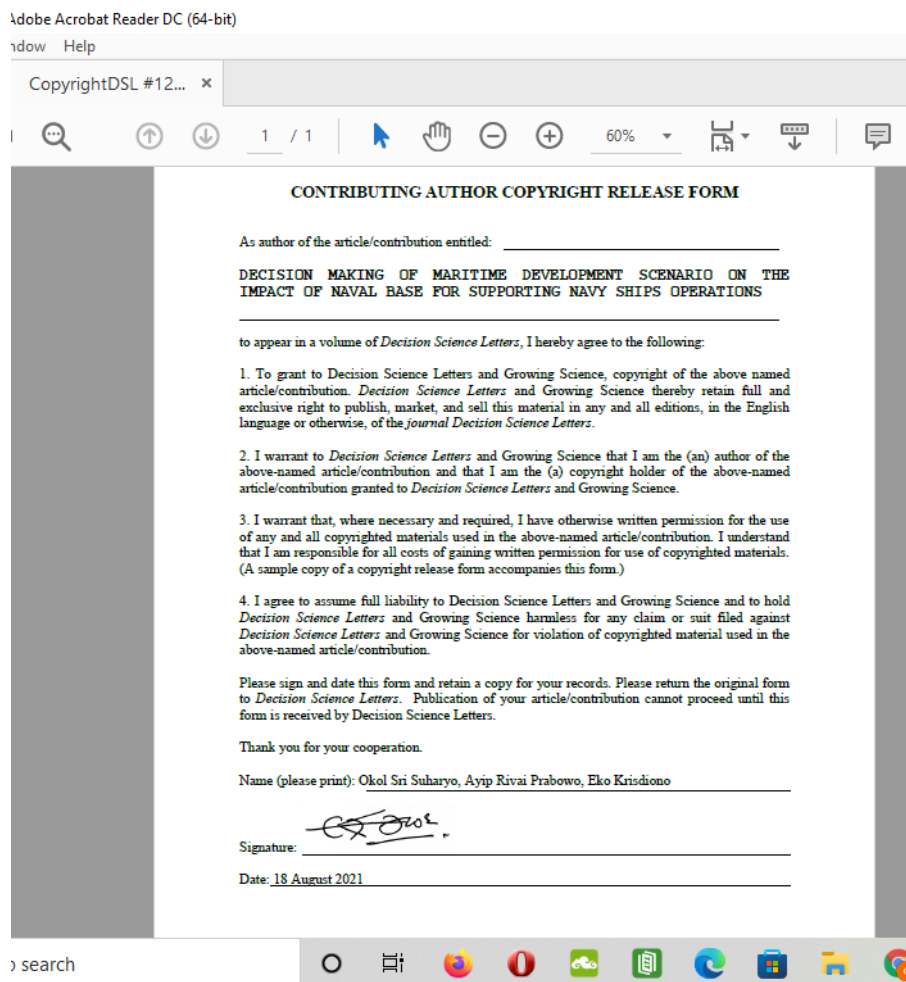 Adobe Acrobat Reader DC (64-bit)
ndow Help
CopyrightDSL #12... ×
1 / 1 60%
CONTRIBUTING AUTHOR COPYRIGHT RELEASE FORM
As author of the article/contribution entitled:
DECISION MAKING OF MARITIME DEVELOPMENT SCENARIO ON THE
IMPACT OF NAVAL BASE FOR SUPPORTING NAVY SHIPS OPERATIONS
to appear in a volume of Decision Science Letters, I hereby agree to the following:
1. To grant to Decision Science Letters and Growing Science, copyright of the above named
article/contribution. Decision Science Letters and Growing Science thereby retain full and
exclusive right to publish, market, and sell this material in any and all editions, in the English
language or otherwise, of the journal Decision Science Letters.
2. I warrant to Decision Science Letters and Growing Science that I am the (an) author of the
above-named article/contribution and that I am the (a) copyright holder of the above-named
article/contribution granted to Decision Science Letters and Growing Science.
3. I warrant that, where necessary and required, I have otherwise written permission for the use
of any and all copyrighted materials used in the above-named article/contribution. I understand
that I am responsible for all costs of gaining written permission for use of copyrighted materials.
(A sample copy of a copyright release form accompanies this form.)
4. I agree to assume full liability to Decision Science Letters and Growing Science and to hold
Decision Science Letters and Growing Science harmless for any claim or suit filed against
Decision Science Letters and Growing Science for violation of copyrighted material used in the
above-named article/contribution.
Please sign and date this form and retain a copy for your records. Please return the original form
to Decision Science Letters. Publication of your article/contribution cannot proceed until this
form is received by Decision Science Letters.
Thank you for your cooperation.
Name (please print): Okol Sri Suharyo, Ayip Rivai Prabowo, Eko Krisdiono
Signature:
Date: 18 August 2021
o search